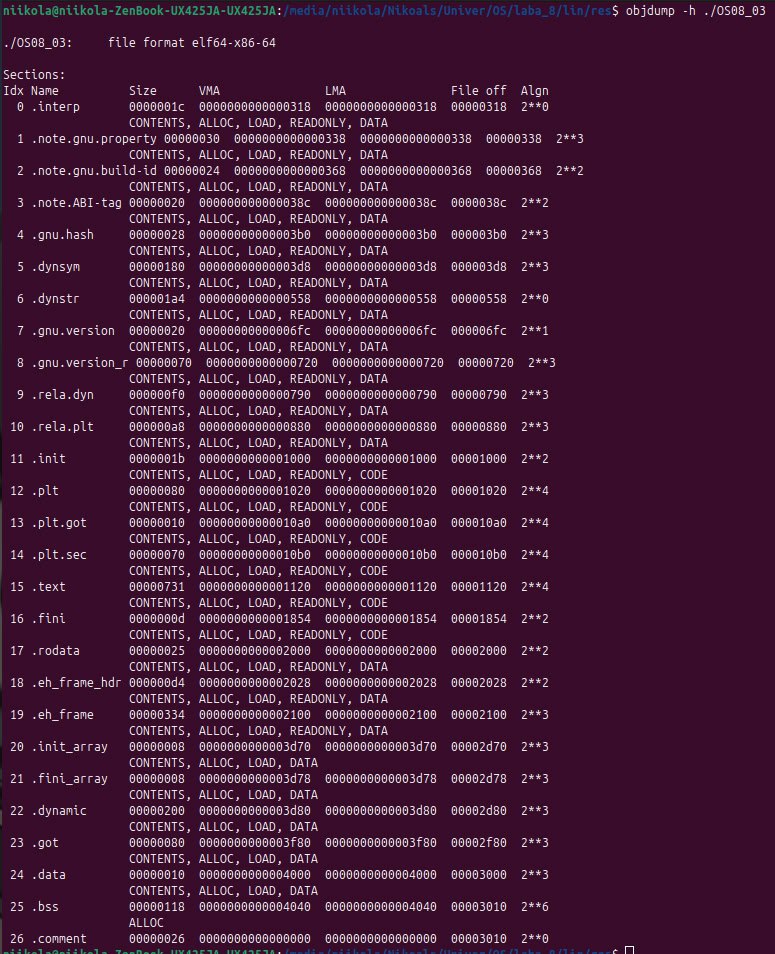 niikola@niikola-ZenBook-UX425JA-UX425JA:/media/niikola/Nikoals/Univer/OS/laba_8/lin/res$ objdump -h ./OS08_03
./OS08_03:     file format elf64-x86-64
Sections:
Idx Name          Size      VMA               LMA               File off  Algn
  0 .interp       0000001c  0000000000000318  0000000000000318  00000318  2**0
                  CONTENTS, ALLOC, LOAD, READONLY, DATA
  1 .note.gnu.property 00000030  0000000000000338  0000000000000338  00000338  2**3
                  CONTENTS, ALLOC, LOAD, READONLY, DATA
  2 .note.gnu.build-id 00000024  0000000000000368  0000000000000368  00000368  2**2
                  CONTENTS, ALLOC, LOAD, READONLY, DATA
  3 .note.ABI-tag 00000020  000000000000038c  000000000000038c  0000038c  2**2
                  CONTENTS, ALLOC, LOAD, READONLY, DATA
  4 .gnu.hash     00000028  00000000000003b0  00000000000003b0  000003b0  2**3
                  CONTENTS, ALLOC, LOAD, READONLY, DATA
  5 .dynsym       00000180  00000000000003d8  00000000000003d8  000003d8  2**3
                  CONTENTS, ALLOC, LOAD, READONLY, DATA
  6 .dynstr       000001a4  0000000000000558  0000000000000558  00000558  2**0
                  CONTENTS, ALLOC, LOAD, READONLY, DATA
  7 .gnu.version  00000020  00000000000006fc  00000000000006fc  000006fc  2**1
                  CONTENTS, ALLOC, LOAD, READONLY, DATA
  8 .gnu.version_r 00000070  0000000000000720  0000000000000720  00000720  2**3
                  CONTENTS, ALLOC, LOAD, READONLY, DATA
  9 .rela.dyn     000000f0  0000000000000790  0000000000000790  00000790  2**3
                  CONTENTS, ALLOC, LOAD, READONLY, DATA
 10 .rela.plt     000000a8  0000000000000880  0000000000000880  00000880  2**3
                  CONTENTS, ALLOC, LOAD, READONLY, DATA
 11 .init         0000001b  0000000000001000  0000000000001000  00001000  2**2
                  CONTENTS, ALLOC, LOAD, READONLY, CODE
 12 .plt          00000080  0000000000001020  0000000000001020  00001020  2**4
                  CONTENTS, ALLOC, LOAD, READONLY, CODE
 13 .plt.got      00000010  00000000000010a0  00000000000010a0  000010a0  2**4
                  CONTENTS, ALLOC, LOAD, READONLY, CODE
 14 .plt.sec      00000070  00000000000010b0  00000000000010b0  000010b0  2**4
                  CONTENTS, ALLOC, LOAD, READONLY, CODE
 15 .text         00000731  0000000000001120  0000000000001120  00001120  2**4
                  CONTENTS, ALLOC, LOAD, READONLY, CODE
 16 .fini         0000000d  0000000000001854  0000000000001854  00001854  2**2
                  CONTENTS, ALLOC, LOAD, READONLY, CODE
 17 .rodata       00000025  0000000000002000  0000000000002000  00002000  2**2
                  CONTENTS, ALLOC, LOAD, READONLY, DATA
 18 .eh_frame_hdr 000000d4  0000000000002028  0000000000002028  00002028  2**2
                  CONTENTS, ALLOC, LOAD, READONLY, DATA
 19 .eh_frame     00000334  0000000000002100  0000000000002100  00002100  2**3
                  CONTENTS, ALLOC, LOAD, READONLY, DATA
 20 .init_array   00000008  0000000000003d70  0000000000003d70  00002d70  2**3
                  CONTENTS, ALLOC, LOAD, DATA
 21 .fini_array   00000008  0000000000003d78  0000000000003d78  00002d78  2**3
                  CONTENTS, ALLOC, LOAD, DATA
 22 .dynamic      00000200  0000000000003d80  0000000000003d80  00002d80  2**3
                  CONTENTS, ALLOC, LOAD, DATA
 23 .got          00000080  0000000000003f80  0000000000003f80  00002f80  2**3
                  CONTENTS, ALLOC, LOAD, DATA
 24 .data         00000010  0000000000004000  0000000000004000  00003000  2**3
                  CONTENTS, ALLOC, LOAD, DATA
 25 .bss          00000118  0000000000004040  0000000000004040  00003010  2**6
                  ALLOC
 26 .comment      00000026  0000000000000000  0000000000000000  00003010  2**0
niikola@niikola-ZenBook-UX425JA-UX425JA:/media/niikola/Nikoals/Univer/OS/laba_8/lin/res$